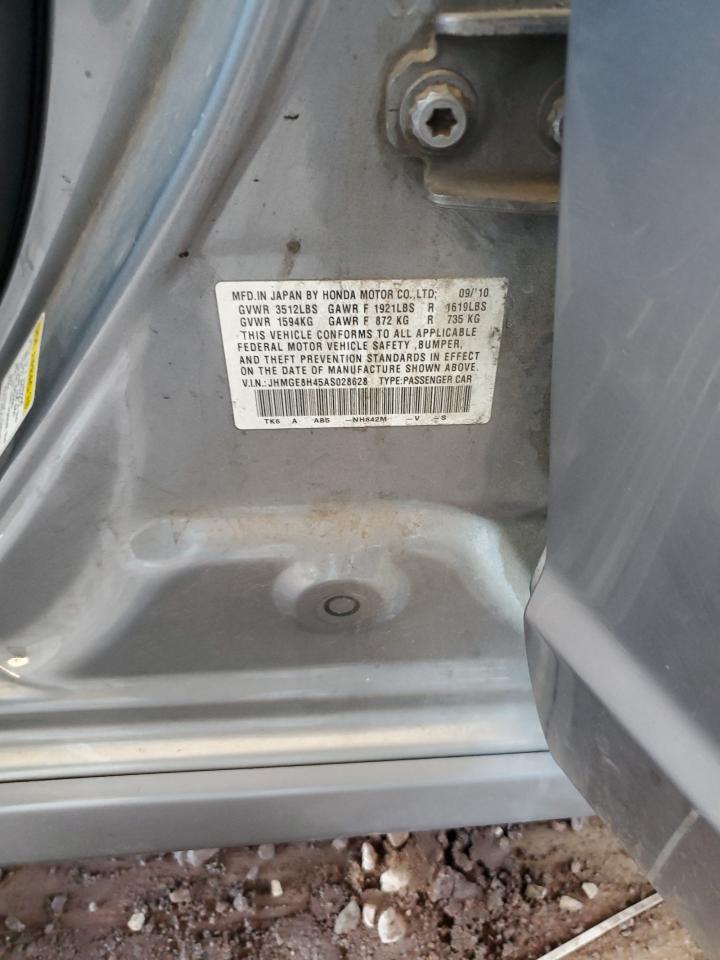 MFD.IN JAPAN BY HONDA MOTOR CO.,LTD; 09/'10
GVWR 3512LBS GAWR F 1921LBS R 1619LBS
GVWR 1594KG GAWR F 872 KG R 735 KG
THIS VEHICLE CONFORMS TO ALL APPLICABLE
FEDERAL MOTOR VEHICLE SAFETY ,BUMPER,
AND THEFT PREVENTION STANDARDS IN EFFECT
ON THE DATE OF MANUFACTURE SHOWN ABOVE.
V.I.N.: JHMGE8H45AS028628 TYPE:PASSENGER CAR
TK6 A AB5 -NH642M -V -S